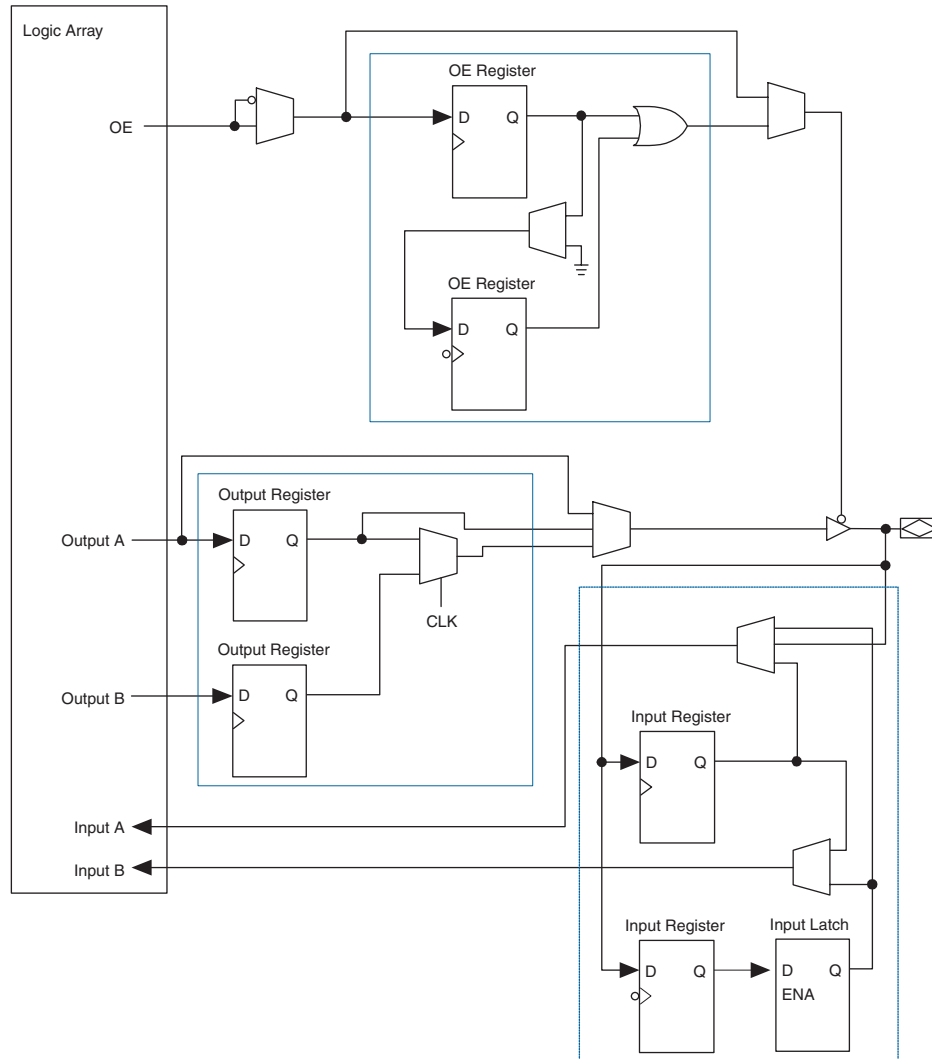 Logic Array
OE Register
OE
D Q
OE Register
D Q
Output Register
Output A
D Q
CLK
Output Register
Output B
D Q
Input Register
D Q
Input A
Input B
Input Register
Input Latch
D Q
D Q
ENA